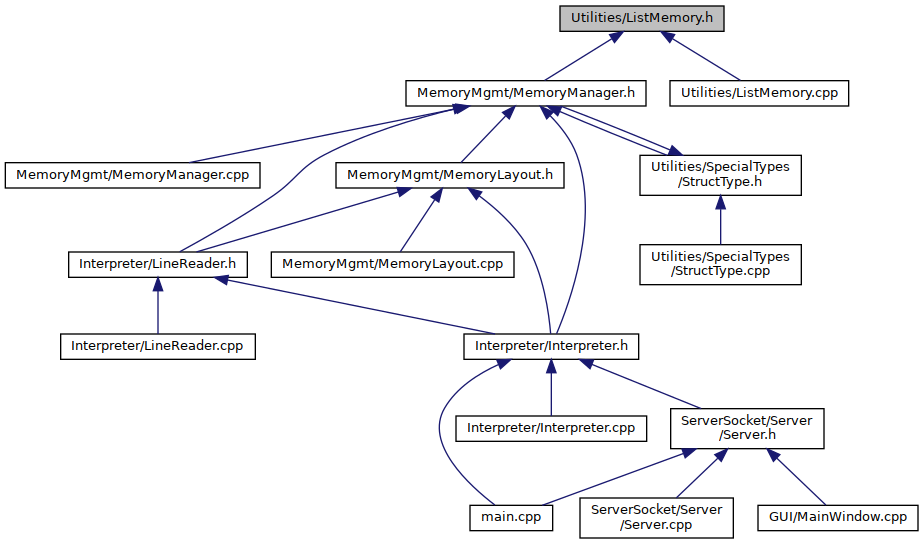 Utilities/ListMemory.h
MemoryMgmt/MemoryManager.h
Utilities/ListMemory.cpp
MemoryMgmt/MemoryManager.cpp
MemoryMgmt/MemoryLayout.h
Utilities/SpecialTypes
/StructType.h
Interpreter/LineReader.h
MemoryMgmt/MemoryLayout.cpp
Utilities/SpecialTypes
/StructType.cpp
Interpreter/LineReader.cpp
Interpreter/Interpreter.h
Interpreter/Interpreter.cpp
ServerSocket/Server
/Server.h
main.cpp
ServerSocket/Server
/Server.cpp
GUI/MainWindow.cpp